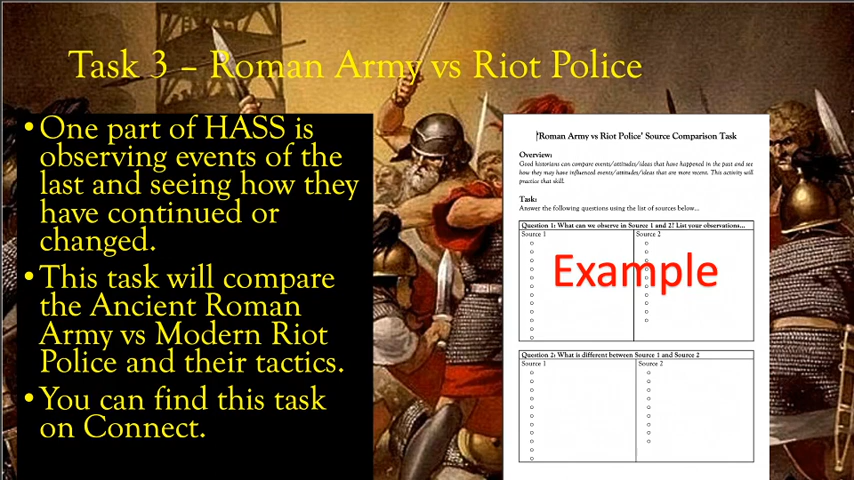 Task 3 – Roman Army vs Riot Police
• One part of HASS is
observing events of the
last and seeing how they
have continued or
changed.
• This task will compare
the Ancient Roman
Army vs Modern Riot
Police and their tactics.
• You can find this task
on Connect.
'Roman Army vs Riot Police' Source Comparison Task
Overview:
Good historians can compare events/attitudes/ideas that have happened in the past and see
how they may have influenced events/attitudes/ideas that are more recent. This activity will
practice that skill.
Task:
Answer the following questions using the list of sources below...
Question 1: What can we observe in Source 1 and 2? List your observations...
Source 1
Source 2
Example
Question 2: What is different between Source 1 and Source 2
Source 1
Source 2